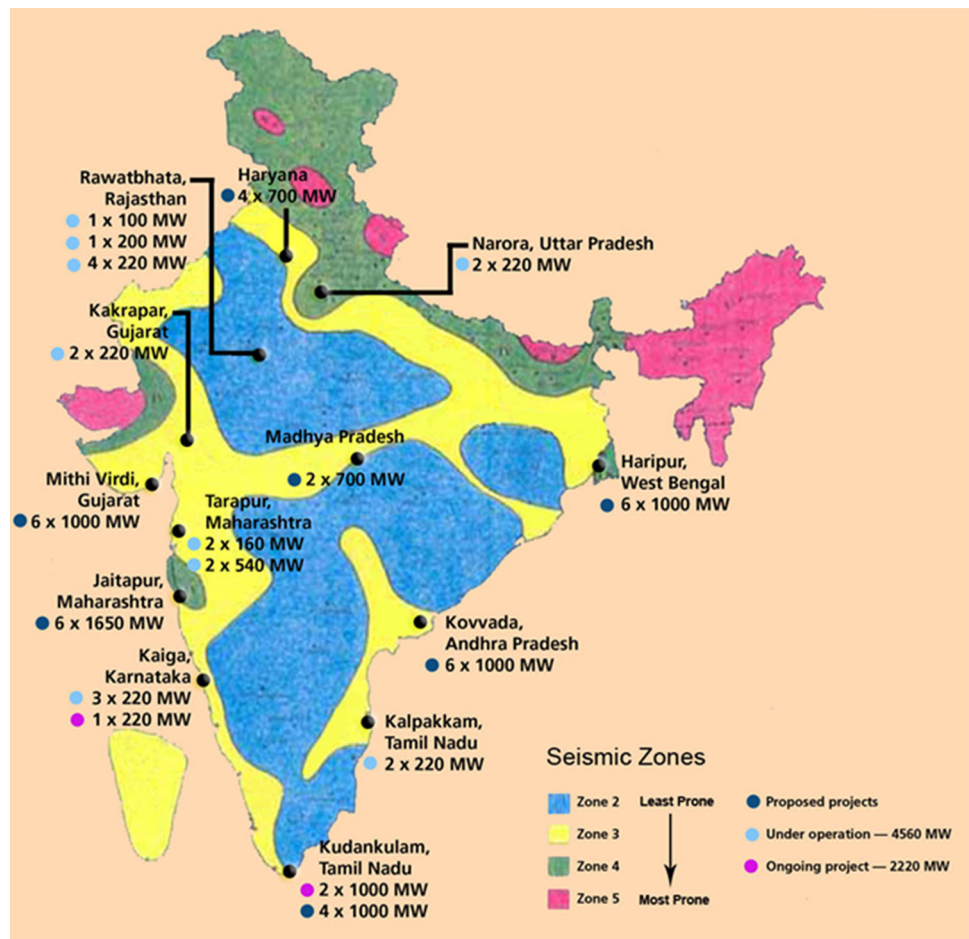 Rawatbhata,
Rajasthan
1 x 100 MW
1 x 200 MW
4 x 220 MW
Haryana
4 x 700 MW
Narora, Uttar Pradesh
2 x 220 MW
Kakrapar,
Gujarat
2 x 220 MW
Madhya Pradesh
2 x 700 MW
Mithi Virdi,
Gujarat
6 x 1000 MW
Haripur,
West Bengal
6 x 1000 MW
Tarapur,
Maharashtra
2 x 160 MW
2 x 540 MW
Jaitapur,
Maharashtra
6 x 1650 MW
Kovvada,
Andhra Pradesh
6 x 1000 MW
Kaiga,
Karnataka
3 x 220 MW
1 x 220 MW
Kalpakkam,
Tamil Nadu
2 x 220 MW
Kudankulam,
Tamil Nadu
2 x 1000 MW
4 x 1000 MW
Seismic Zones
Zone 2 Least Prone
Zone 3
Zone 4
Zone 5 Most Prone
Proposed projects
Under operation — 4560 MW
Ongoing project — 2220 MW